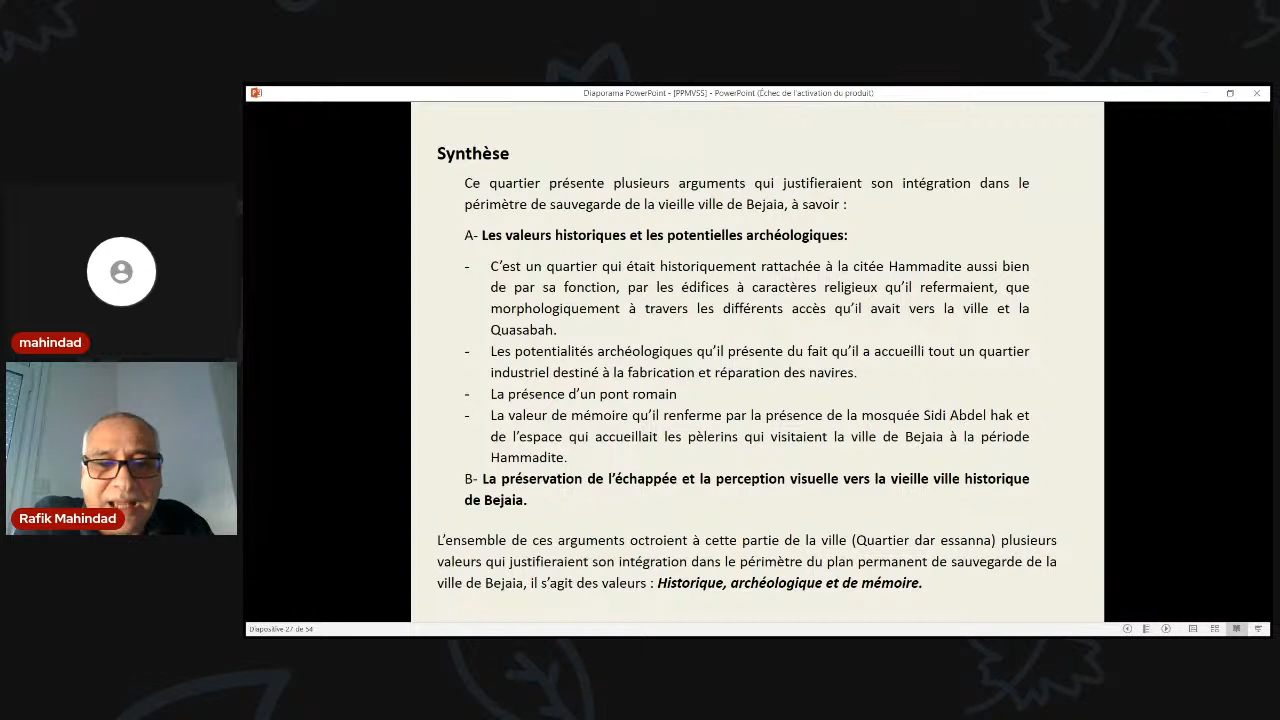 Diaporama PowerPoint - [PPMVSS] - PowerPoint (Échec de l'activation du produit)
Synthèse
Ce quartier présente plusieurs arguments qui justifieraient son intégration dans le
périmètre de sauvegarde de la vieille ville de Bejaia, à savoir :
A- Les valeurs historiques et les potentielles archéologiques:
- C'est un quartier qui était historiquement rattaché à la citée Hammadite aussi bien
de par sa fonction, par les édifices à caractères religieux qu'il refermaient, que
morphologiquement à travers les différents accès qu'il avait vers la ville et la
Quasabah.
- Les potentialités archéologiques qu'il présente du fait qu'il a accueilli tout un quartier
industriel destiné à la fabrication et réparation des navires.
- La présence d'un pont romain
- La valeur de mémoire qu'il renferme par la présence de la mosquée Sidi Abdel hak et
de l'espace qui accueillait les pèlerins qui visitaient la ville de Bejaia à la période
Hammadite.
B- La préservation de l'échappée et la perception visuelle vers la vieille ville historique
de Bejaia.
L'ensemble de ces arguments octroient à cette partie de la ville (Quartier dar essanna) plusieurs
valeurs qui justifieraient son intégration dans le périmètre du plan permanent de sauvegarde de la
ville de Bejaia, il s'agit des valeurs : Historique, archéologique et de mémoire.
Diapositive 27 de 54
mahindad
Rafik Mahindad